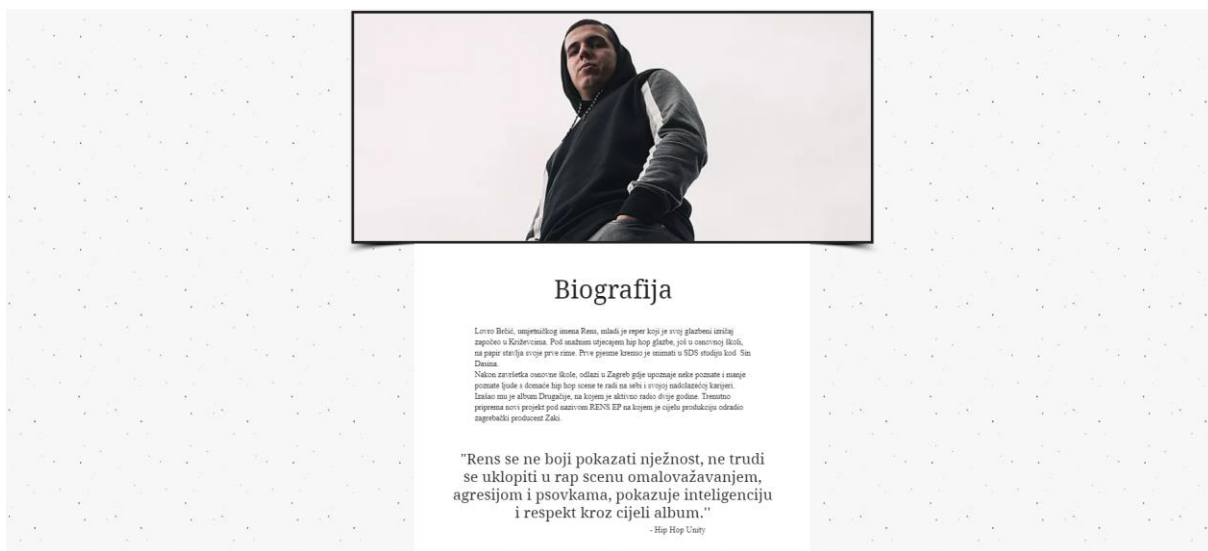 Biografija
Lovro Brčić, umjetničkog imena Rens, mladi je reper koji je svoj glazbeni izričaj
započeo u Križevcima. Pod snažnim utjecajem hip hop glazbe, još u osnovnoj školi,
na papir stavlja svoje prve rime. Prve pjesme krenuo je snimati u SDS studiju kod Sin
Dasina.
Nakon završetka osnovne škole, odlazi u Zagreb gdje upoznaje neke poznate i manje
poznate ljude s domaće hip hop scene te radi na sebi i svojoj nadolazećoj karijeri.
Izašao mu je album Drugačije, na kojem je aktivno radio dvije godine. Trenutno
priprema novi projekt pod nazivom RENS EP na kojem je cijelu produkciju odradio
zagrebački producent Zaki.
"Rens se ne boji pokazati nježnost, ne trudi
se uklopiti u rap scenu omalovažavanjem,
agresijom i psovkama, pokazuje inteligenciju
i respekt kroz cijeli album."
- Hip Hop Unity